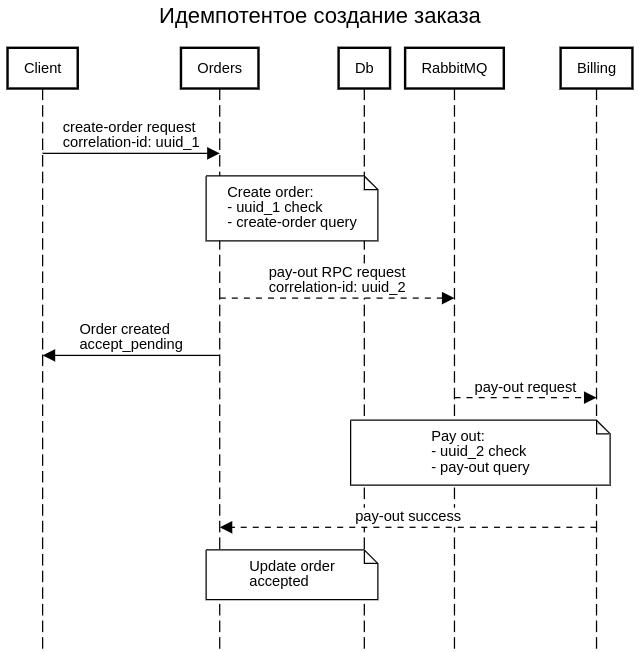 Идемпотентое создание заказа
Client
Orders
Db
RabbitMQ
Billing
create-order request
correlation-id: uuid_1
Create order:
- uuid_1 check
- create-order query
pay-out RPC request
correlation-id: uuid_2
Order created
accept_pending
pay-out request
Pay out:
- uuid_2 check
- pay-out query
pay-out success
Update order
accepted